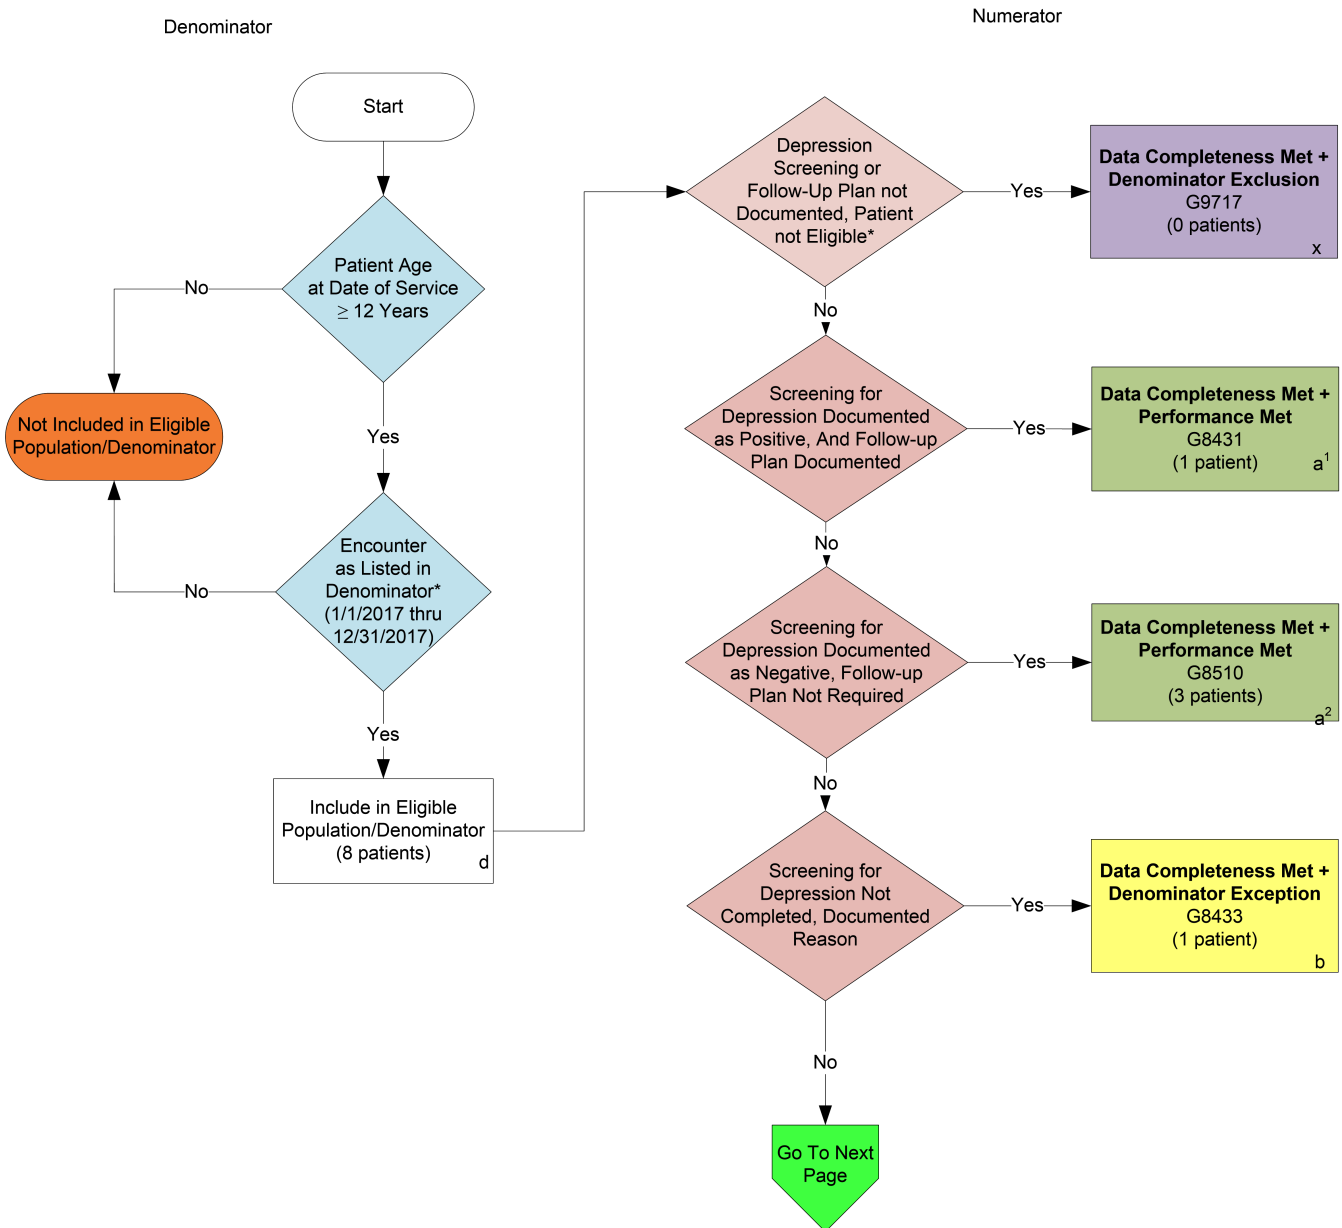 Denominator
Numerator
Start
Patient Age
at Date of Service
≥ 12 Years
No
Not Included in Eligible
Population/Denominator
Yes
Encounter
as Listed in
Denominator*
(1/1/2017 thru
12/31/2017)
No
Yes
Include in Eligible
Population/Denominator
(8 patients)
d
Depression
Screening or
Follow-Up Plan not
Documented, Patient
not Eligible*
Yes
Data Completeness Met +
Denominator Exclusion
G9717
(0 patients)
x
No
Screening for
Depression Documented
as Positive, And Follow-up
Plan Documented
Yes
Data Completeness Met +
Performance Met
G8431
(1 patient)
a¹
No
Screening for
Depression Documented
as Negative, Follow-up
Plan Not Required
Yes
Data Completeness Met +
Performance Met
G8510
(3 patients)
a²
No
Screening for
Depression Not
Completed, Documented
Reason
Yes
Data Completeness Met +
Denominator Exception
G8433
(1 patient)
b
No
Go To Next
Page